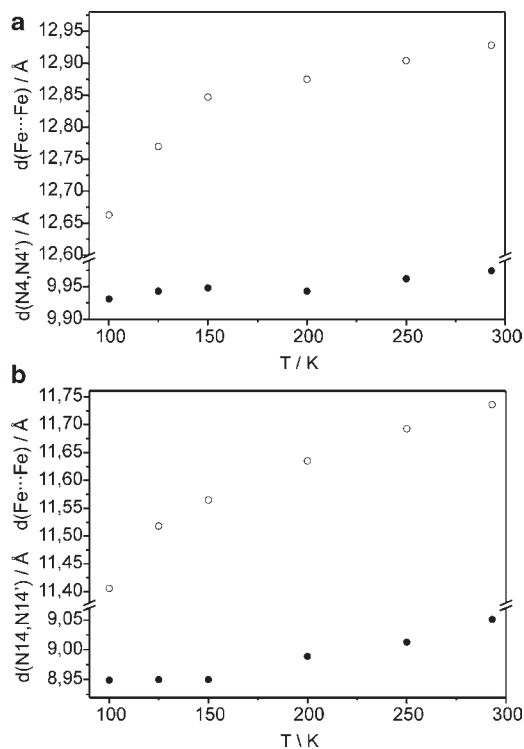 a
d(N4,N4') / Å d(Fe···Fe) / Å
12,95
12,90
12,85
12,80
12,75
12,70
12,65
12,60
9,95
9,90
100 150 200 250 300
T / K
b
d(N14,N14') / Å d(Fe···Fe) / Å
11,75
11,70
11,65
11,60
11,55
11,50
11,45
11,40
9,05
9,00
8,95
100 150 200 250 300
T \ K